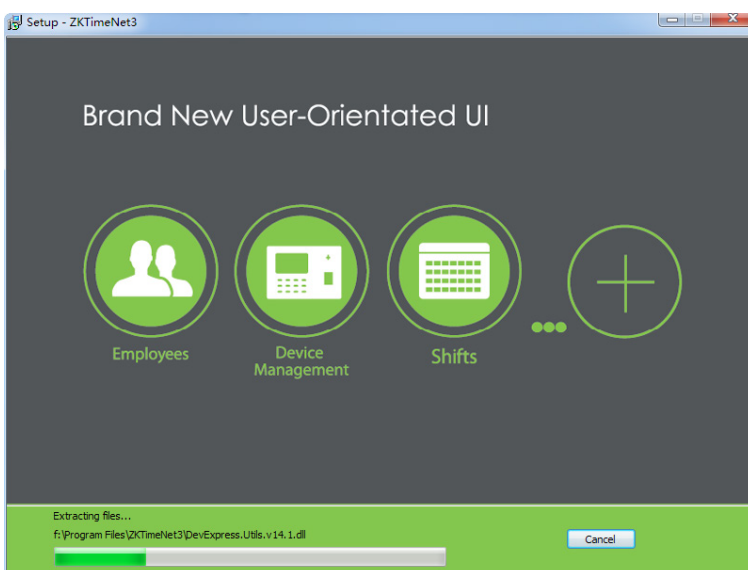 Setup - ZKTimeNet3
Brand New User-Orientated UI
Employees
Device
Management
Shifts
Extracting files...
f:\Program Files\ZKTimeNet3\DevExpress.Utils.v14.1.dll
Cancel